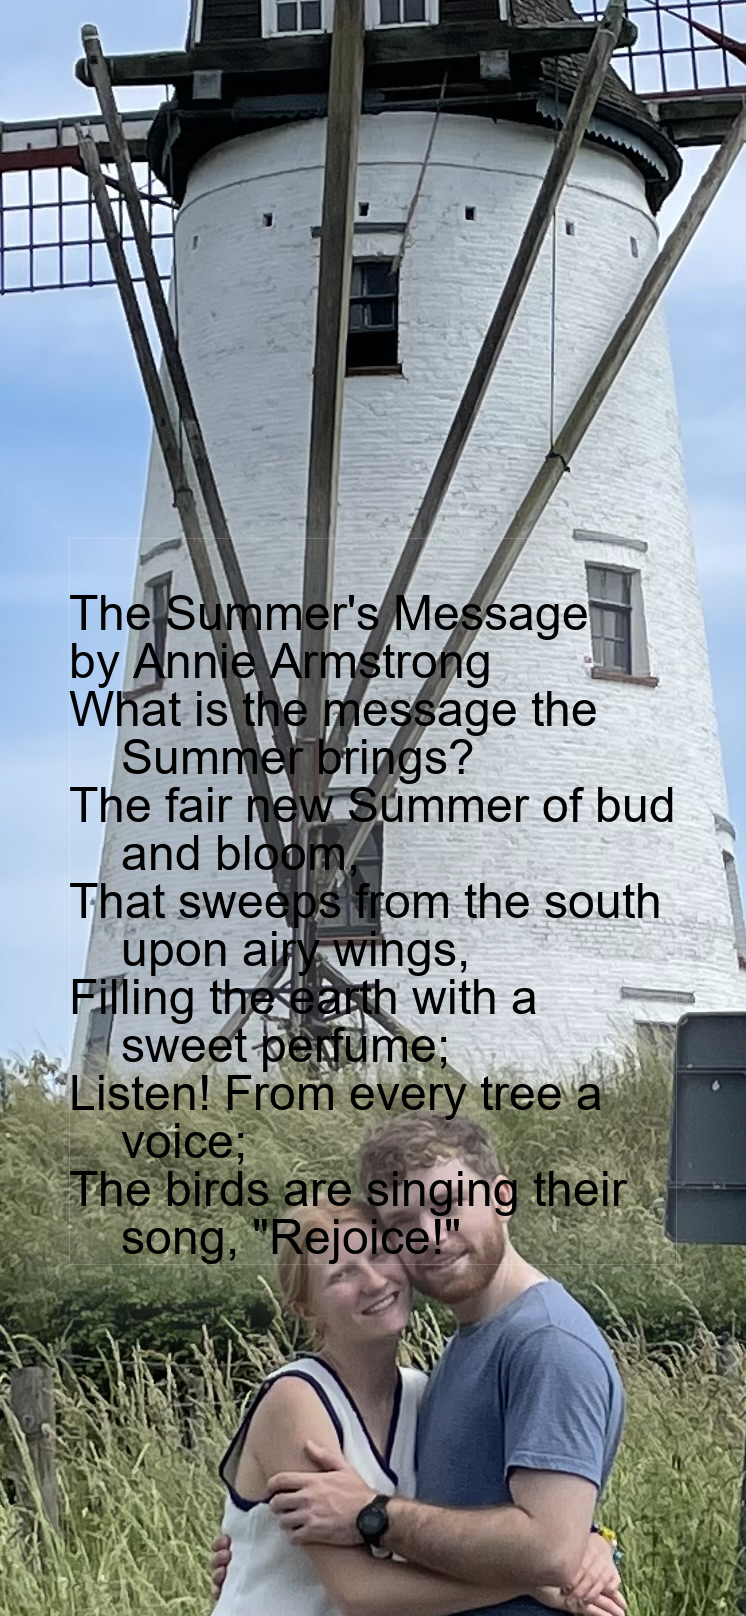 The Summer's Message
by Annie Armstrong
What is the message the
Summer brings?
The fair new Summer of bud
and bloom,
That sweeps from the south
upon airy wings,
Filling the earth with a
sweet perfume;
Listen! From every tree a
voice;
The birds are singing their
song, "Rejoice!"